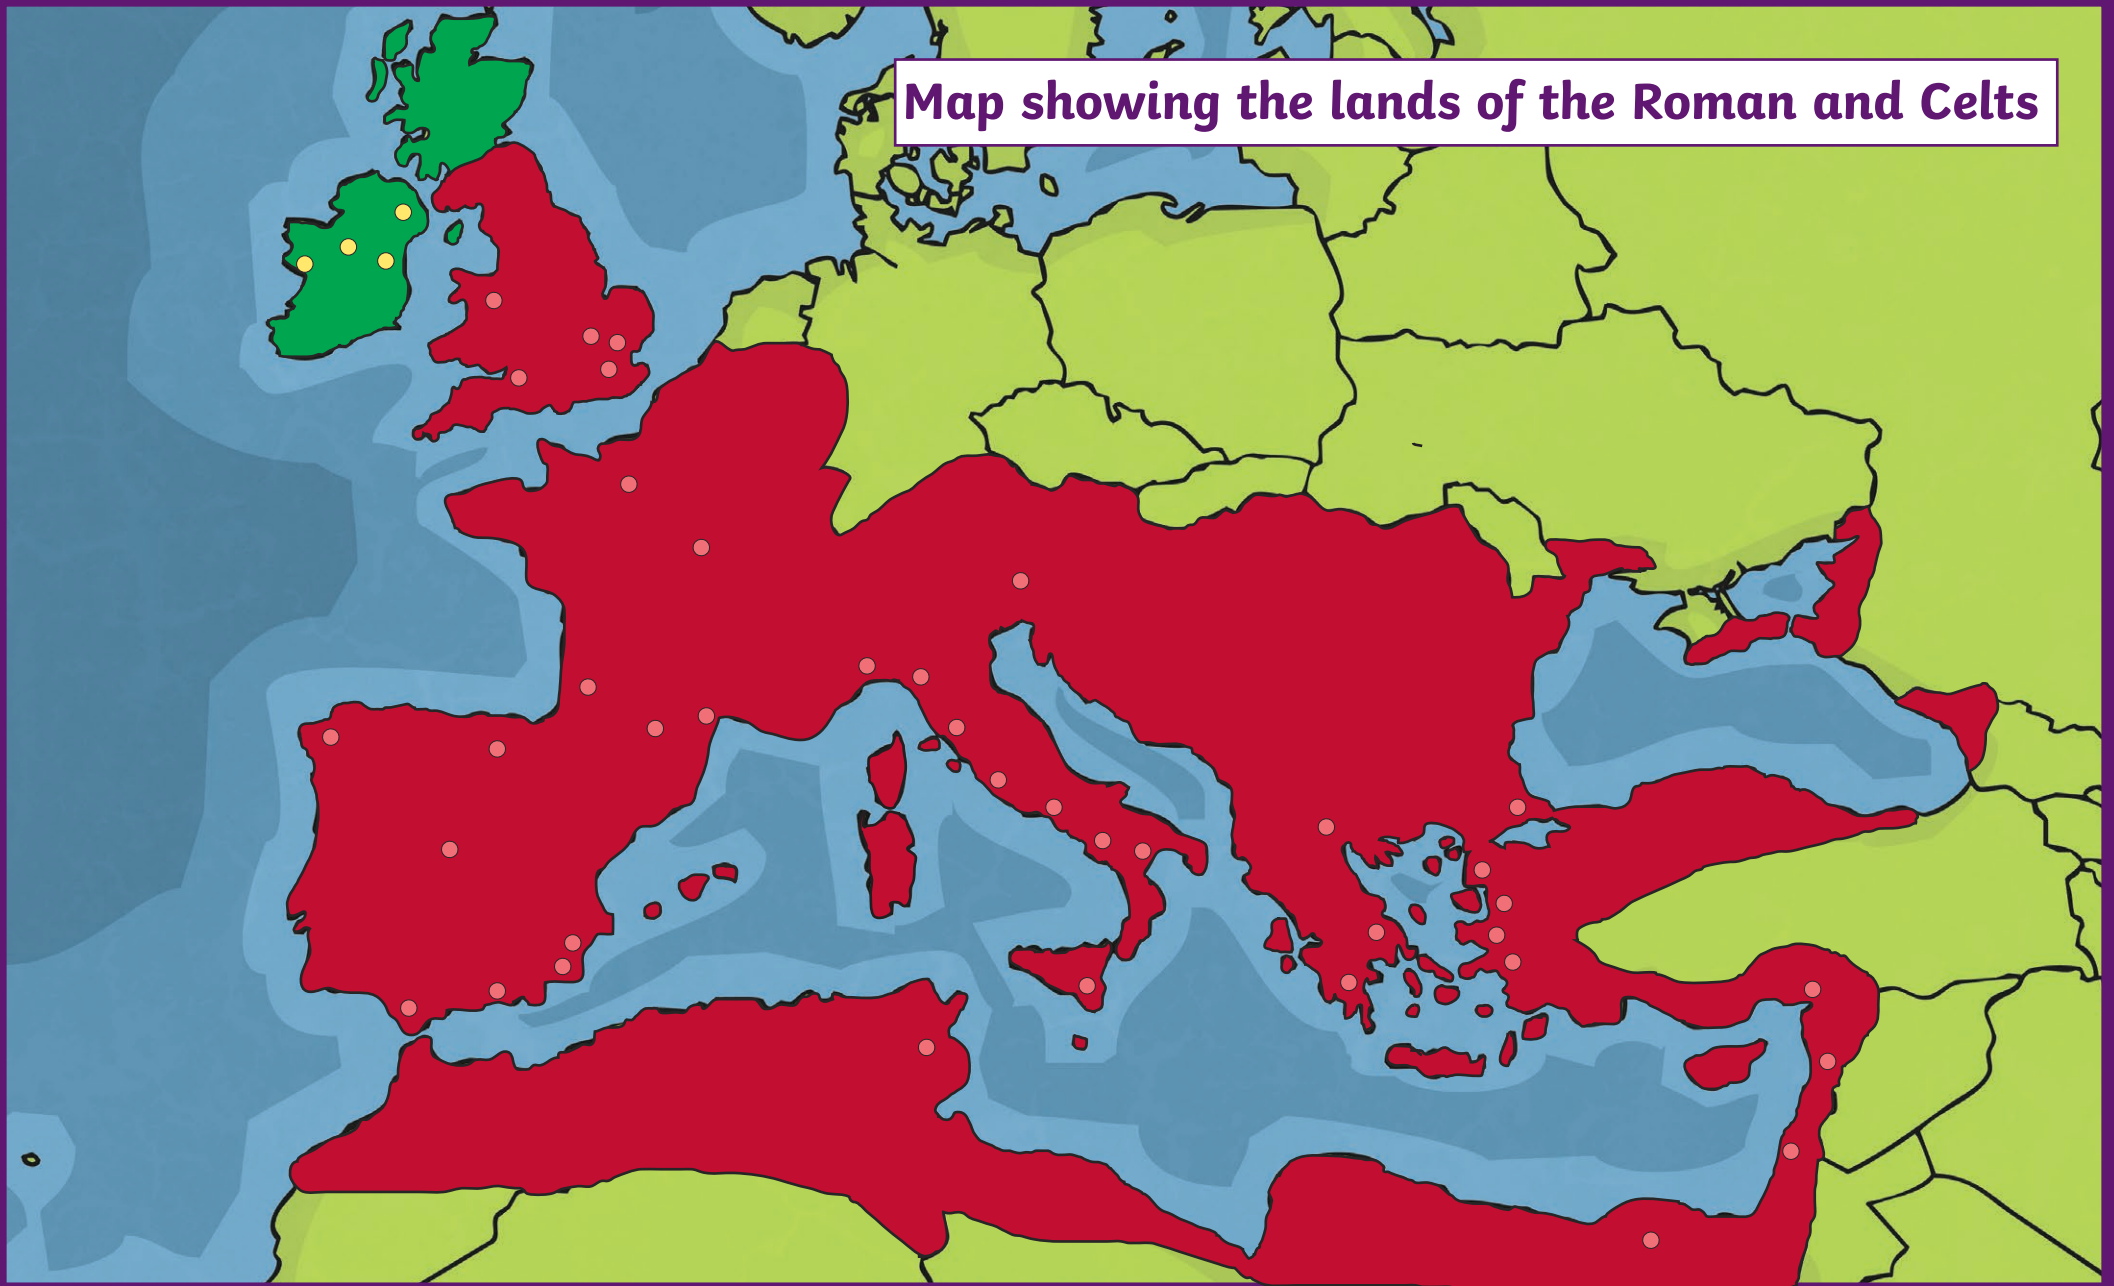 Map showing the lands of the Roman and Celts